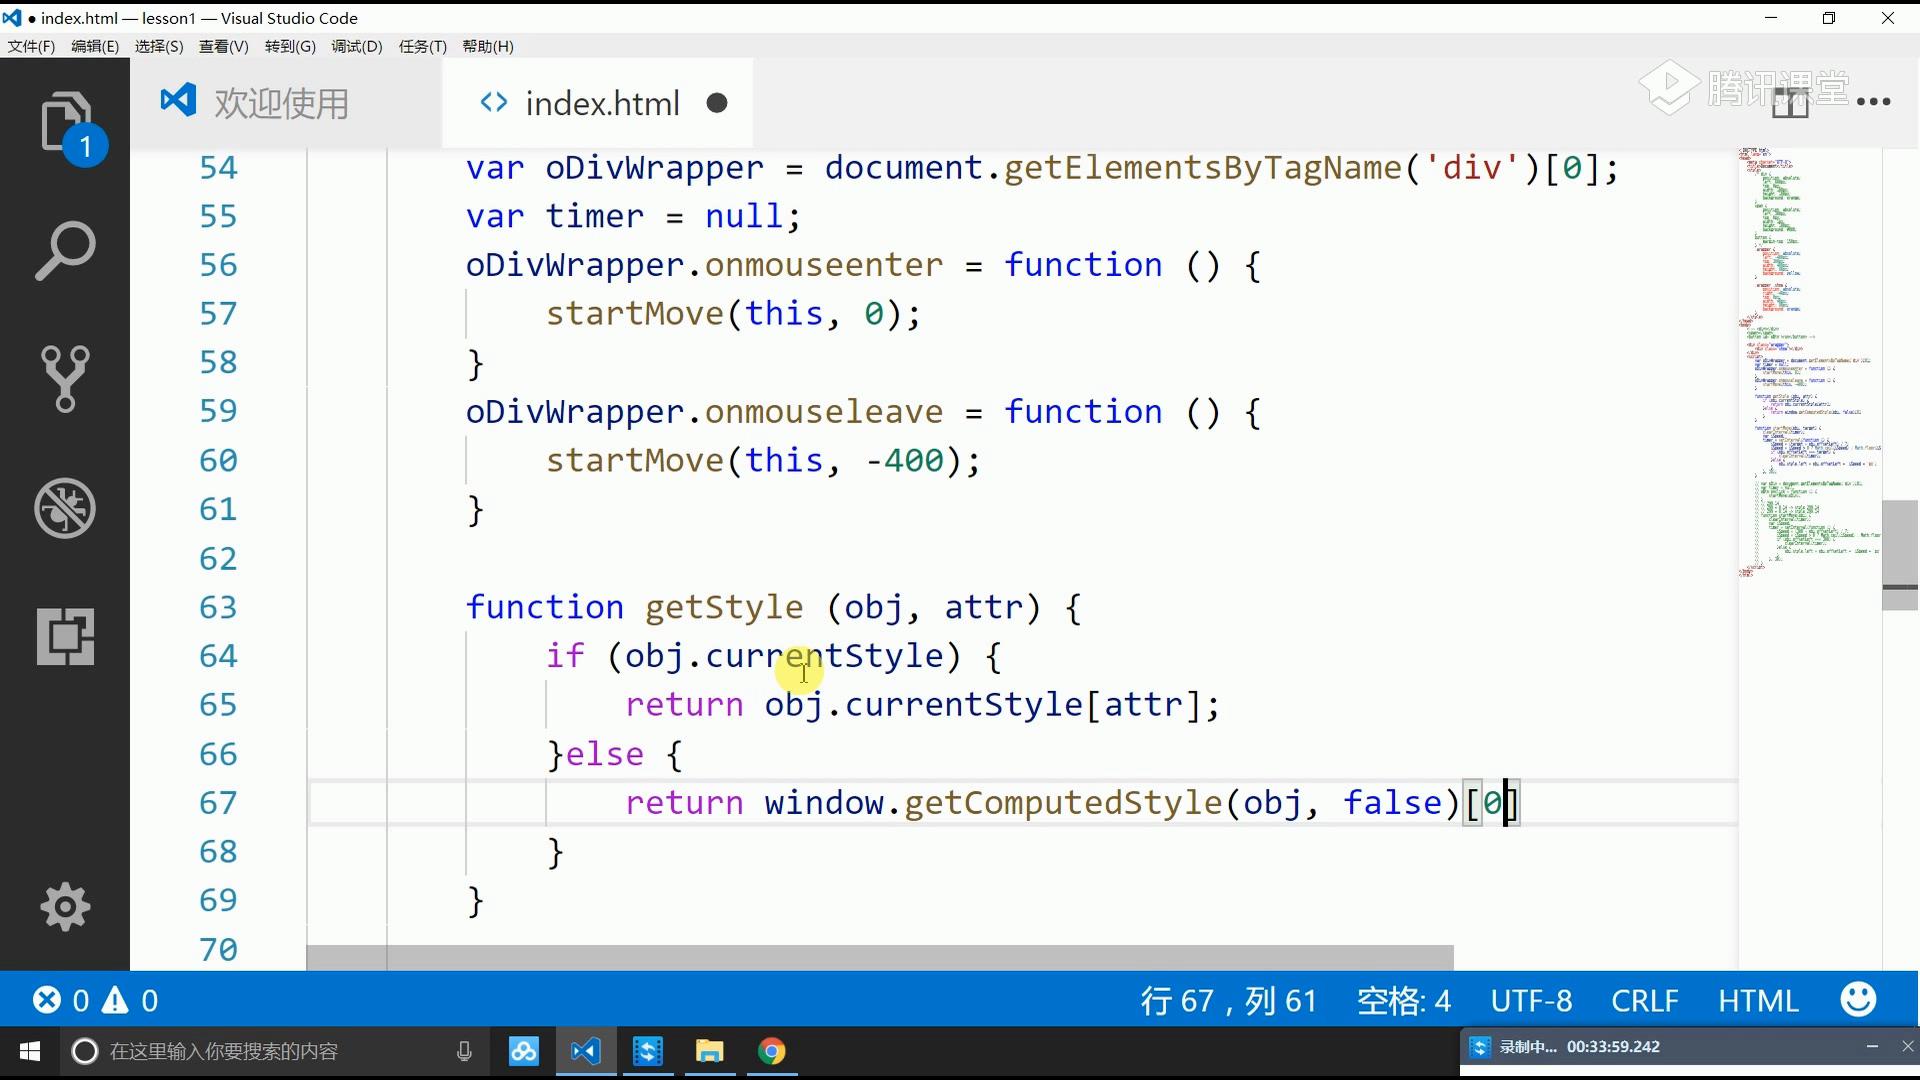 index.html — lesson1 — Visual Studio Code
文件(F) 编辑(E) 选择(S) 查看(V) 转到(G) 调试(D) 任务(T) 帮助(H)
欢迎使用
index.html
腾讯课堂
1
54 var oDivWrapper = document.getElementsByTagName('div')[0];
55 var timer = null;
56 oDivWrapper.onmouseenter = function () {
57 startMove(this, 0);
58 }
59 oDivWrapper.onmouseleave = function () {
60 startMove(this, -400);
61 }
62
63 function getStyle (obj, attr) {
64 if (obj.currentStyle) {
65 return obj.currentStyle[attr];
66 }else {
67 return window.getComputedStyle(obj, false)[0]
68 }
69 }
70
0 0 行 67，列 61 空格: 4 UTF-8 CRLF HTML
在这里输入你要搜索的内容
录制中... 00:33:59.242